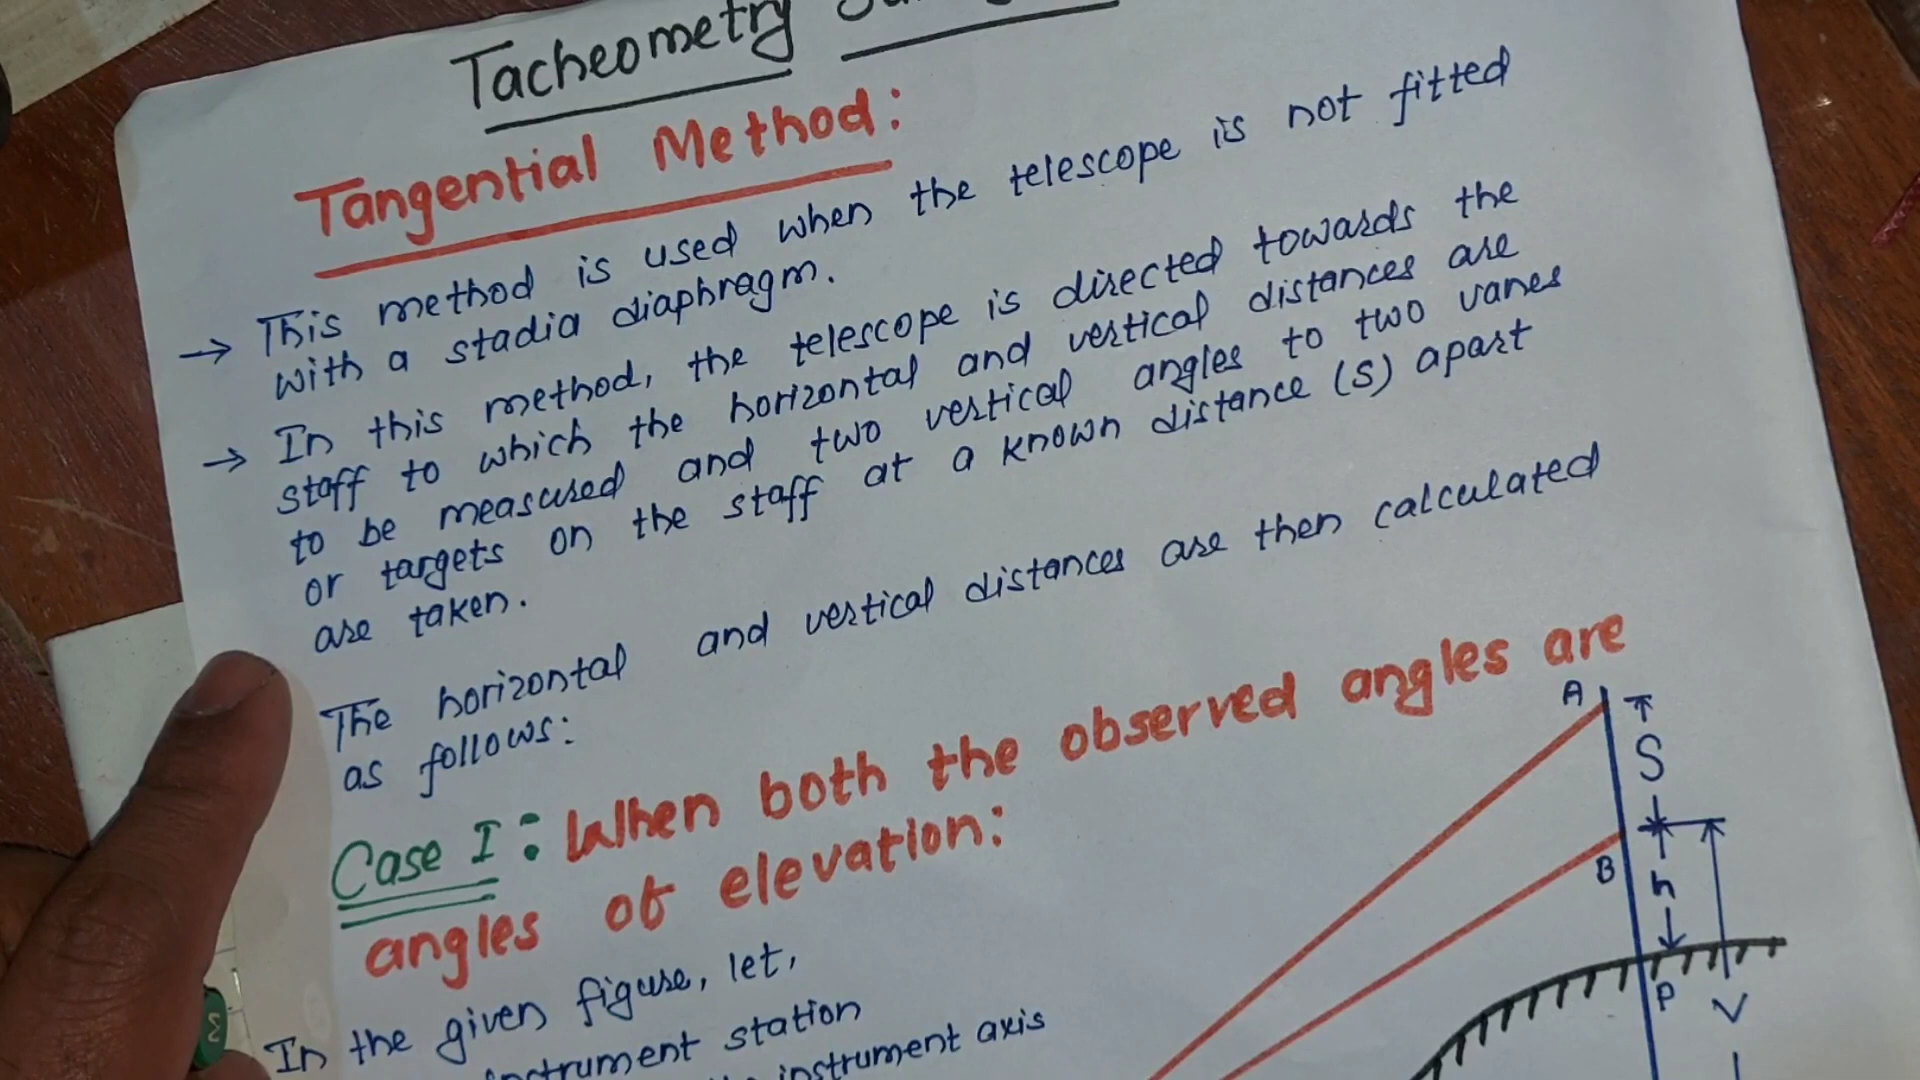 Tacheometry
Tangential Method:
→ This method is used when the telescope is not fitted
with a stadia diaphragm.
→ In this method, the telescope is directed towards the
staff to which the horizontal and vertical distances are
to be measured and two vertical angles to two vanes
or targets on the staff at a known distance (S) apart
are taken.
The horizontal and vertical distances are then calculated
as follows:
Case I: When both the observed angles are
angles of elevation:
In the given figure, let,
instrument station
instrument axis
A
S
B
h
P
V